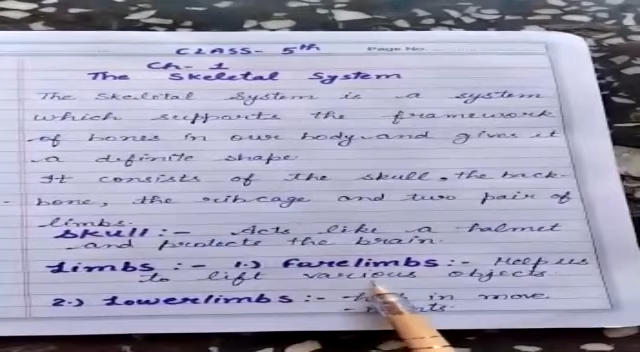 CLASS- 5th Page No.
Ch- 1
The Skeletal System
The Skeletal System is a system
which supports the framework
of bones in our body and gives it
a definite shape
It consists of the skull, the back-
bone, the ribcage and two pair of
limbs.
Skull :- Acts like a halmet
and protects the brain.
Limbs :- 1.) Farelimbs :- Help us
to lift various objects
2.) Lowerlimbs :- in move